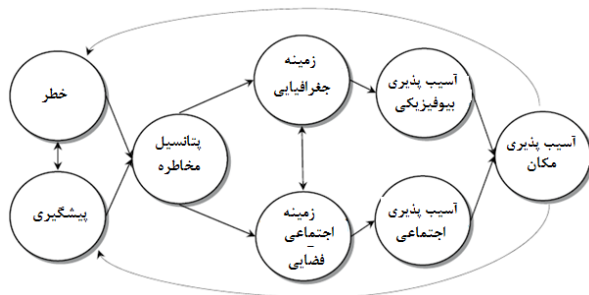 خطر
پیشگیری
پتانسیل
مخاطره
زمینه
جغرافیایی
زمینه
اجتماعی
-
فضایی
آسیب پذیری
بیوفیزیکی
آسیب پذیری
اجتماعی
آسیب پذیری
مکان